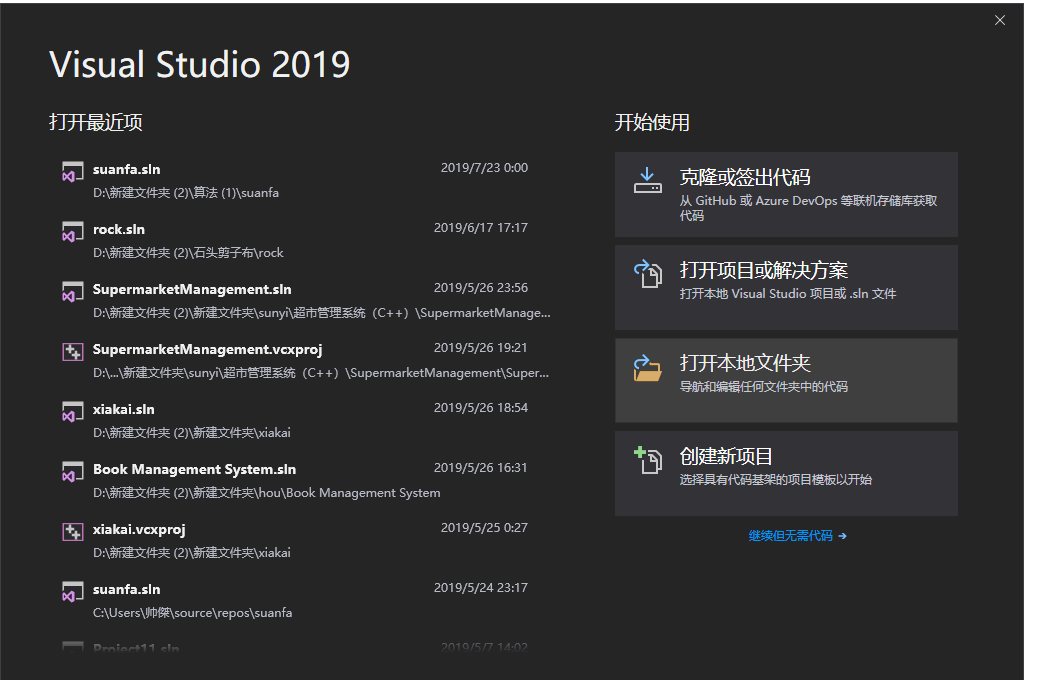 Visual Studio 2019
打开最近项
suanfa.sln 2019/7/23 0:00
D:\新建文件夹 (2)\算法 (1)\suanfa
rock.sln 2019/6/17 17:17
D:\新建文件夹 (2)\石头剪子布\rock
SupermarketManagement.sln 2019/5/26 23:56
D:\新建文件夹 (2)\新建文件夹\sunyi\超市管理系统（C++）\SupermarketManage...
SupermarketManagement.vcxproj 2019/5/26 19:21
D:\...\新建文件夹\sunyi\超市管理系统（C++）\SupermarketManagement\Super...
xiakai.sln 2019/5/26 18:54
D:\新建文件夹 (2)\新建文件夹\xiakai
Book Management System.sln 2019/5/26 16:31
D:\新建文件夹 (2)\新建文件夹\hou\Book Management System
xiakai.vcxproj 2019/5/25 0:27
D:\新建文件夹 (2)\新建文件夹\xiakai
suanfa.sln 2019/5/24 23:17
C:\Users\帅傑\source\repos\suanfa
Project11.sln 2019/5/7 14:02
开始使用
克隆或签出代码
从 GitHub 或 Azure DevOps 等联机存储库获取
代码
打开项目或解决方案
打开本地 Visual Studio 项目或 .sln 文件
打开本地文件夹
导航和编辑任何文件夹中的代码
创建新项目
选择具有代码基架的项目模板以开始
继续但无需代码 →